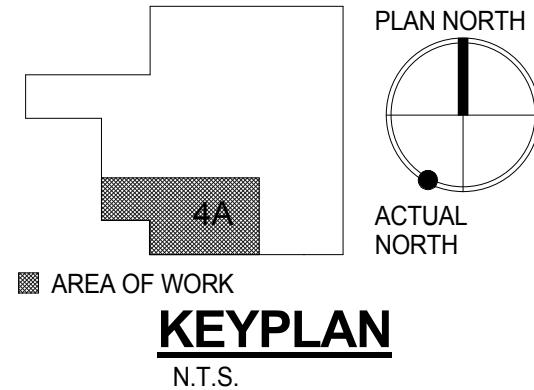 PLAN NORTH
4A
ACTUAL
NORTH
AREA OF WORK
KEYPLAN
N.T.S.